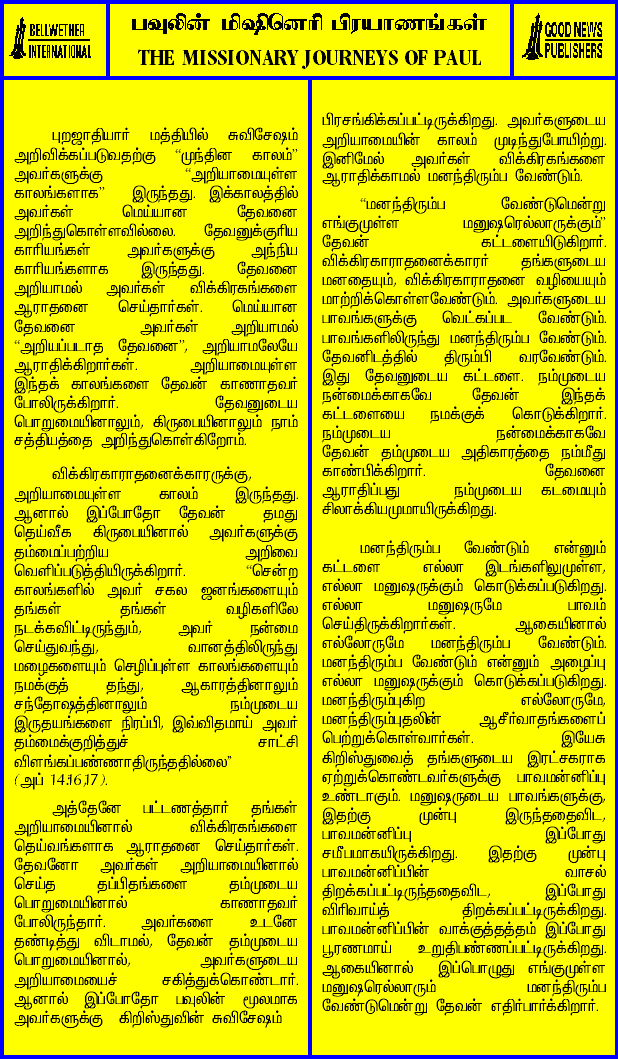 BELLWETHER
INTERNATIONAL
பவுலின் மிஷினெரி பிரயாணங்கள்
THE MISSIONARY JOURNEYS OF PAUL
GOOD NEWS
PUBLISHERS
புறஜாதியார் மத்தியில் சுவிசேஷம்
அறிவிக்கப்படுவதற்கு “முந்தின காலம்”
அவர்களுக்கு “அறியாமையுள்ள
காலங்களாக” இருந்தது. இக்காலத்தில்
அவர்கள் மெய்யான தேவனை
அறிந்துகொள்ளவில்லை. தேவனுக்குரிய
காரியங்கள் அவர்களுக்கு அந்நிய
காரியங்களாக இருந்தது. தேவனை
அறியாமல் அவர்கள் விக்கிரகங்களை
ஆராதனை செய்தார்கள். மெய்யான
தேவனை அவர்கள் அறியாமல்
“அறியப்படாத தேவனை”, அறியாமலேயே
ஆராதிக்கிறார்கள். அறியாமையுள்ள
இந்தக் காலங்களை தேவன் காணாதவர்
போலிருக்கிறார். தேவனுடைய
பொறுமையினாலும், கிருபையினாலும் நாம்
சத்தியத்தை அறிந்துகொள்கிறோம்.
விக்கிரகாராதனைக்காரருக்கு,
அறியாமையுள்ள காலம் இருந்தது.
ஆனால் இப்போதோ தேவன் தமது
தெய்வீக கிருபையினால் அவர்களுக்கு
தம்மைப்பற்றிய அறிவை
வெளிப்படுத்தியிருக்கிறார். “சென்ற
காலங்களில் அவர் சகல ஜனங்களையும்
தங்கள் தங்கள் வழிகளிலே
நடக்கவிட்டிருந்தும், அவர் நன்மை
செய்துவந்து, வானத்திலிருந்து
மழைகளையும் செழிப்புள்ள காலங்களையும்
நமக்குத் தந்து, ஆகாரத்தினாலும்
சந்தோஷத்தினாலும் நம்முடைய
இருதயங்களை நிரப்பி, இவ்விதமாய் அவர்
தம்மைக்குறித்துச் சாட்சி
விளங்கப்பண்ணாதிருந்ததில்லை”
(அப் 14:16,17).
அத்தேனே பட்டணத்தார் தங்கள்
அறியாமையினால் விக்கிரகங்களை
தெய்வங்களாக ஆராதனை செய்தார்கள்.
தேவனோ அவர்கள் அறியாமையினால்
செய்த தப்பிதங்களை தம்முடைய
பொறுமையினால் காணாதவர்
போலிருந்தார். அவர்களை உடனே
தண்டித்து விடாமல், தேவன் தம்முடைய
பொறுமையினால், அவர்களுடைய
அறியாமையைச் சகித்துக்கொண்டார்.
ஆனால் இப்போதோ பவுலின் மூலமாக
அவர்களுக்கு கிறிஸ்துவின் சுவிசேஷம்
பிரசங்கிக்கப்பட்டிருக்கிறது. அவர்களுடைய
அறியாமையின் காலம் முடிந்துபோயிற்று.
இனிமேல் அவர்கள் விக்கிரகங்களை
ஆராதிக்காமல் மனந்திரும்ப வேண்டும்.
“மனந்திரும்ப வேண்டுமென்று
எங்குமுள்ள மனுஷரெல்லாருக்கும்”
தேவன் கட்டளையிடுகிறார்.
விக்கிரகாராதனைக்காரர் தங்களுடைய
மனதையும், விக்கிரகாராதனை வழியையும்
மாற்றிக்கொள்ளவேண்டும். அவர்களுடைய
பாவங்களுக்கு வெட்கப்பட வேண்டும்.
பாவங்களிலிருந்து மனந்திரும்ப வேண்டும்.
தேவனிடத்தில் திரும்பி வரவேண்டும்.
இது தேவனுடைய கட்டளை. நம்முடைய
நன்மைக்காகவே தேவன் இந்தக்
கட்டளையை நமக்குக் கொடுக்கிறார்.
நம்முடைய நன்மைக்காகவே
தேவன் தம்முடைய அதிகாரத்தை நம்மீது
காண்பிக்கிறார். தேவனை
ஆராதிப்பது நம்முடைய கடமையும்
சிலாக்கியமுமாயிருக்கிறது.
மனந்திரும்ப வேண்டும் என்னும்
கட்டளை எல்லா இடங்களிலுமுள்ள,
எல்லா மனுஷருக்கும் கொடுக்கப்படுகிறது.
எல்லா மனுஷருமே பாவம்
செய்திருக்கிறார்கள். ஆகையினால்
எல்லோருமே மனந்திரும்ப வேண்டும்.
மனந்திரும்ப வேண்டும் என்னும் அழைப்பு
எல்லா மனுஷருக்கும் கொடுக்கப்படுகிறது.
மனந்திரும்புகிற எல்லோருமே,
மனந்திரும்புதலின் ஆசீர்வாதங்களைப்
பெற்றுக்கொள்வார்கள். இயேசு
கிறிஸ்துவைத் தங்களுடைய இரட்சகராக
ஏற்றுக்கொண்டவர்களுக்கு பாவமன்னிப்பு
உண்டாகும். மனுஷருடைய பாவங்களுக்கு,
இதற்கு முன்பு இருந்ததைவிட,
பாவமன்னிப்பு இப்போது
சமீபமாகயிருக்கிறது. இதற்கு முன்பு
பாவமன்னிப்பின் வாசல்
திறக்கப்பட்டிருந்ததைவிட, இப்போது
விரிவாய்த் திறக்கப்பட்டிருக்கிறது.
பாவமன்னிப்பின் வாக்குத்தத்தம் இப்போது
பூரணமாய் உறுதிபண்ணப்பட்டிருக்கிறது.
ஆகையினால் இப்பொழுது எங்குமுள்ள
மனுஷரெல்லாரும் மனந்திரும்ப
வேண்டுமென்று தேவன் எதிர்பார்க்கிறார்.